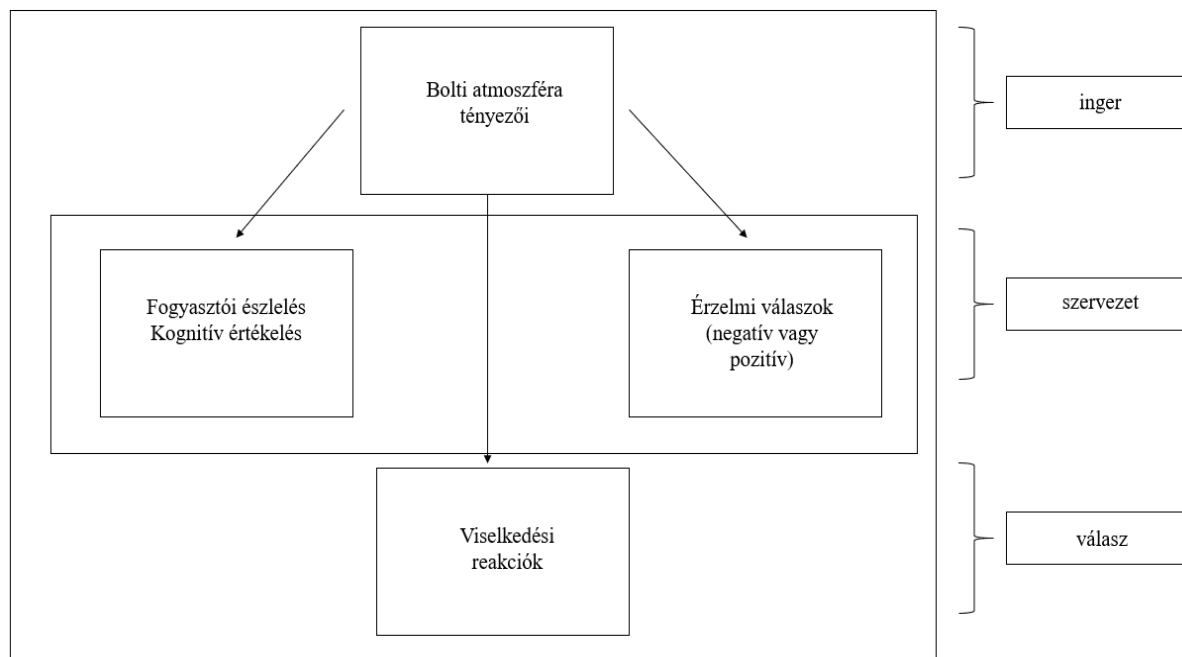 Bolti atmoszféra
tényezői
inger
Fogyasztói észlelés
Kognitív értékelés
Érzelmi válaszok
(negatív vagy
pozitív)
szervezet
Viselkedési
reakciók
válasz